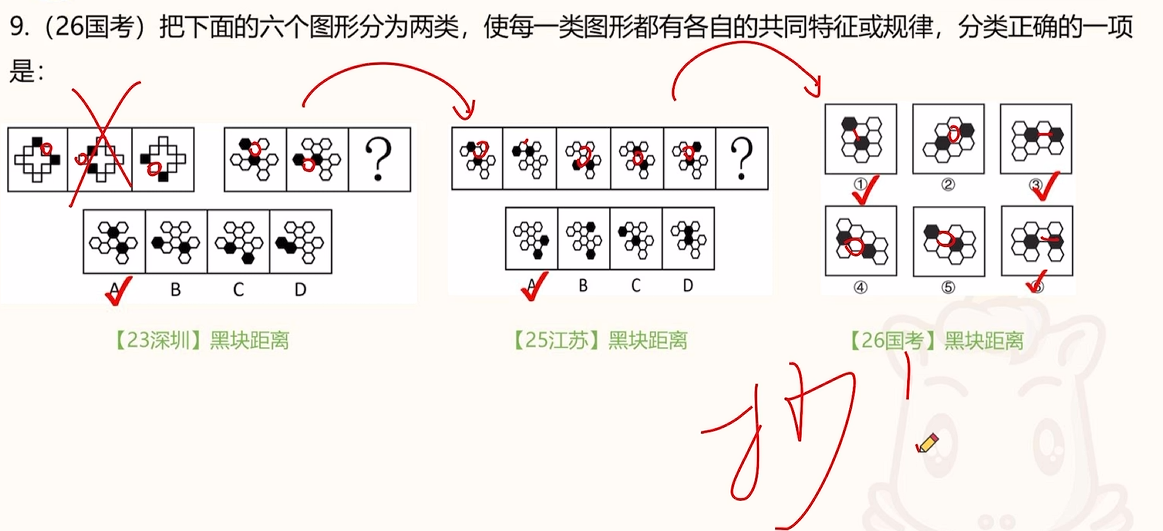 9.（26国考）把下面的六个图形分为两类，使每一类图形都有各自的共同特征或规律，分类正确的一项
是：
? ? ① ② ③
A B C D A B C D ④ ⑤ ⑥
【23深圳】黑块距离 【25江苏】黑块距离 【26国考】黑块距离
抄